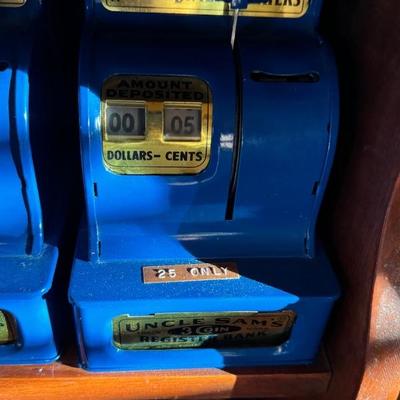 AMOUNT
DEPOSITED
00 05
DOLLARS- CENTS
25 ONLY
UNCLE SAM'S
3 COIN
REGISTER BANK